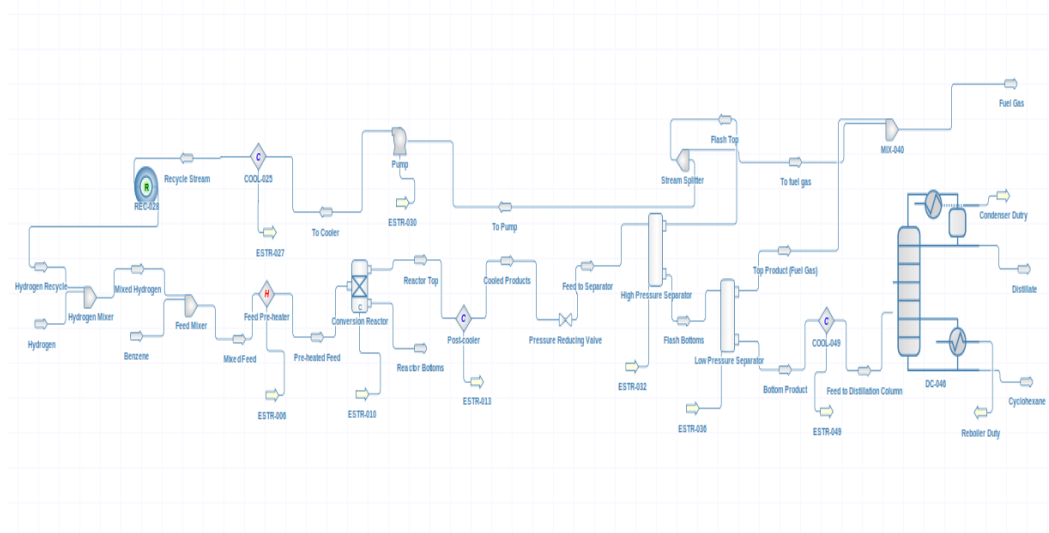 Fuel Gas
Flash Top
MIX-040
Pump
Recycle Stream
COOL-025
Stream Splitter
To fuel gas
R
C
REC-028
ESTR-030
Condenser Dutry
To Cooler
To Pump
ESTR-027
Hydrogen Recycle
Mixed Hydrogen
Reactor Top
Cooled Products
Feed to Separator
High Pressure Separator
Top Product (Fuel Gas)
Distillate
Hydrogen Mixer
H
Feed Pre-heater
C
Conversion Reactor
Hydrogen
Feed Mixer
Benzene
Mixed Feed
Pre-heated Feed
Reactor Bottoms
C
Post-cooler
Pressure Reducing Valve
Flash Bottoms
Low Pressure Separator
C
COOL-049
ESTR-032
Bottom Product
Feed to Distillation Column
DC-046
Cyclohexane
ESTR-006
ESTR-010
ESTR-013
ESTR-036
ESTR-049
Reboiler Duty